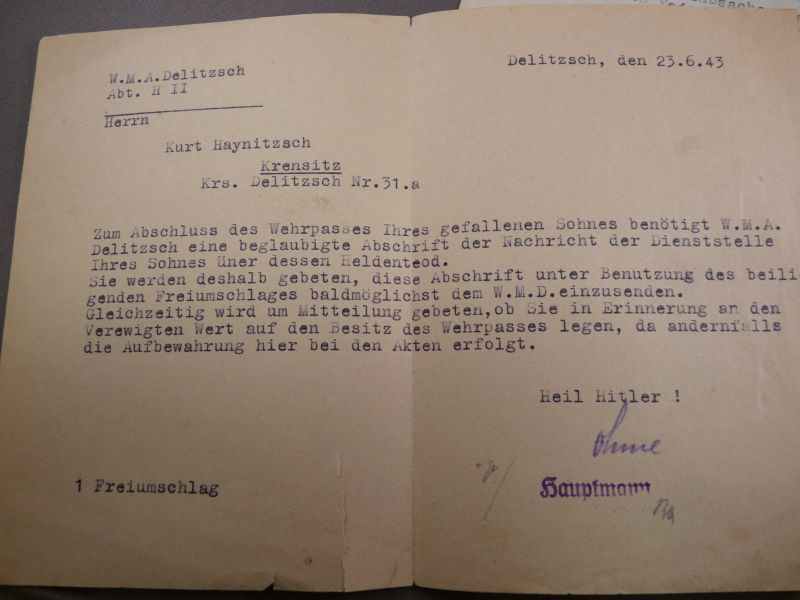 W.M.A.Delitzsch
Abt. H II
Delitzsch, den 23.6.43
Herrn
Kurt Haynitzsch
Krensitz
Krs. Delitzsch Nr.31.a
Zum Abschluss des Wehrpasses Ihres gefallenen Sohnes benötigt W.M.A.
Delitzsch eine beglaubigte Abschrift der Nachricht der Dienststelle
Ihres Sohnes üner dessen Heldenteod.
Sie werden deshalb gebeten, diese Abschrift unter Benutzung des beili
genden Freiumschlages baldmöglichst dem W.M.D.einzusenden.
Gleichzeitig wird um Mitteilung gebeten,ob Sie in Erinnerung an den
Verewigten Wert auf den Besitz des Wehrpasses legen, da andernfalls
die Aufbewahrung hier bei den Akten erfolgt.
Heil Hitler !
Hauptmann
1 Freiumschlag